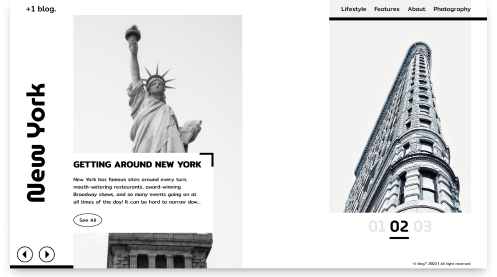 +1 blog.
Lifestyle Features About Photography
New York
GETTING AROUND NEW YORK
New York has famous sites around every turn,
mouth-watering restaurants, award-winning
Broadway shows, and so many events going on at
all times of the day! It can be hard to narrow dow...
See All
01 02 03
+1 blog® 2022 | All right reserved